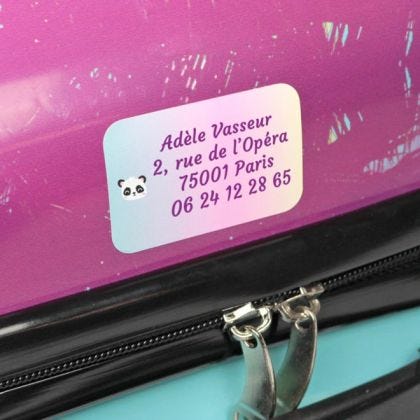 Adèle Vasseur
2, rue de l'Opéra
75001 Paris
06 24 12 28 65